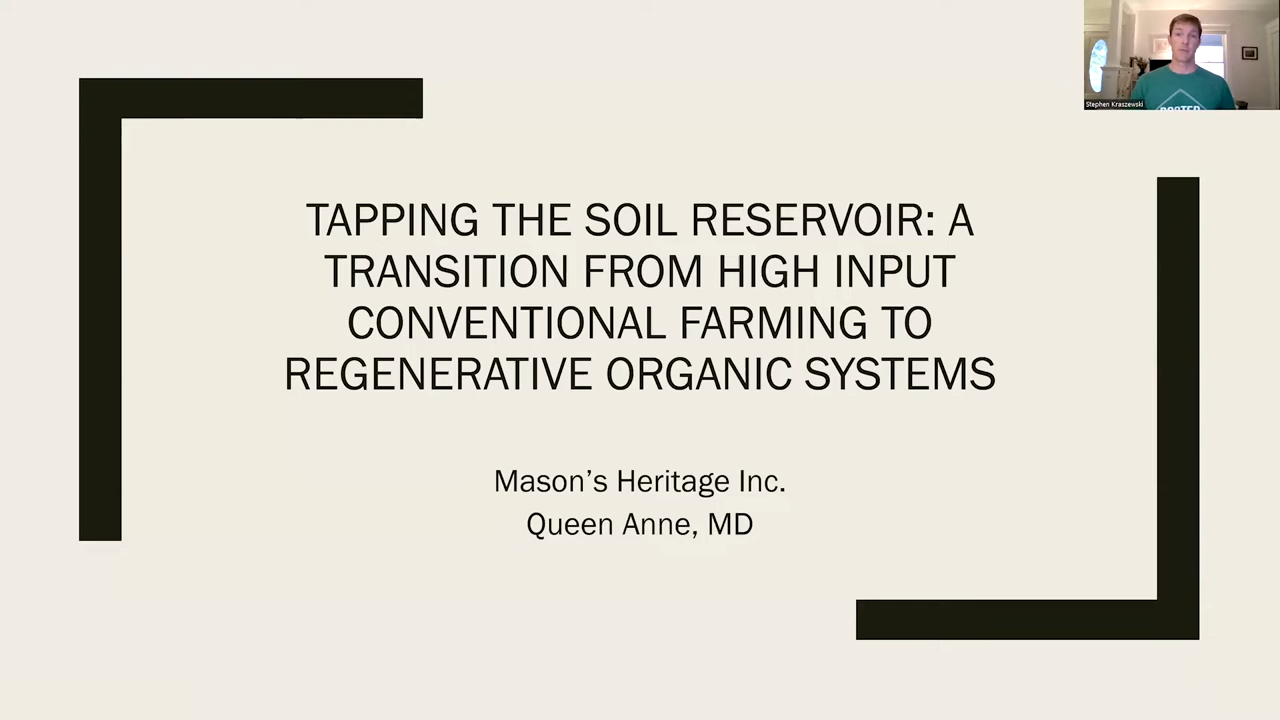 Stephen Kraszewski
TAPPING THE SOIL RESERVOIR: A
TRANSITION FROM HIGH INPUT
CONVENTIONAL FARMING TO
REGENERATIVE ORGANIC SYSTEMS
Mason’s Heritage Inc.
Queen Anne, MD